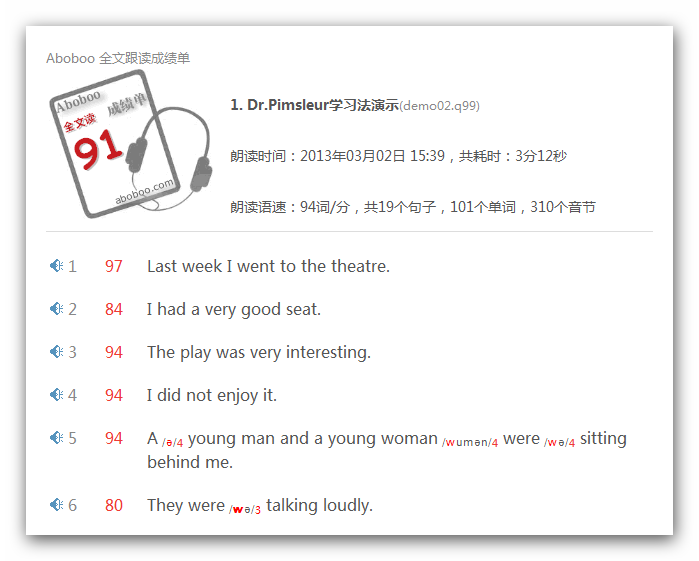 Aboboo 全文跟读成绩单
Aboboo 成绩单
全文读
91
aboboo.com
1. Dr.Pimsleur学习法演示(demo02.q99)
朗读时间：2013年03月02日 15:39，共耗时：3分12秒
朗读语速：94词/分，共19个句子，101个单词，310个音节
1 97 Last week I went to the theatre.
2 84 I had a very good seat.
3 94 The play was very interesting.
4 94 I did not enjoy it.
5 94 A /ə/4 young man and a young woman /wumən/4 were /wə/4 sitting
behind me.
6 80 They were /wə/3 talking loudly.